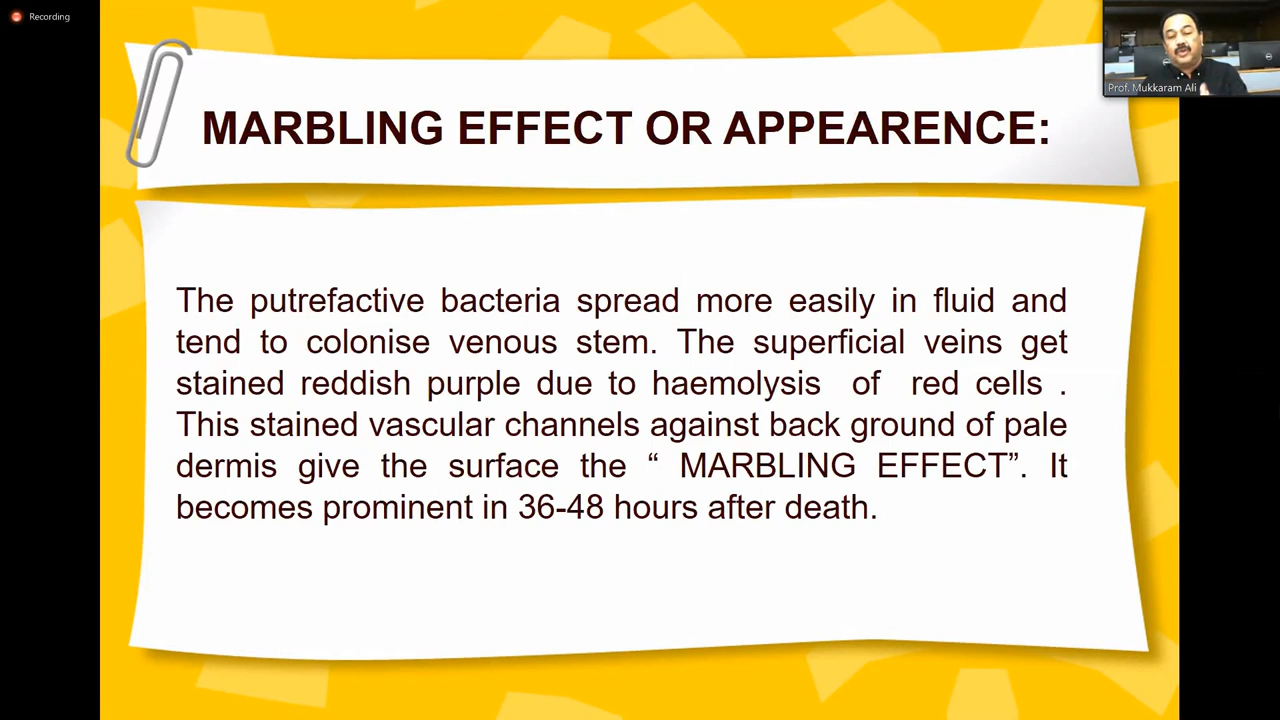 Recording
Prof. Mukkaram Ali
MARBLING EFFECT OR APPEARENCE:
The putrefactive bacteria spread more easily in fluid and
tend to colonise venous stem. The superficial veins get
stained reddish purple due to haemolysis of red cells .
This stained vascular channels against back ground of pale
dermis give the surface the “ MARBLING EFFECT”. It
becomes prominent in 36-48 hours after death.